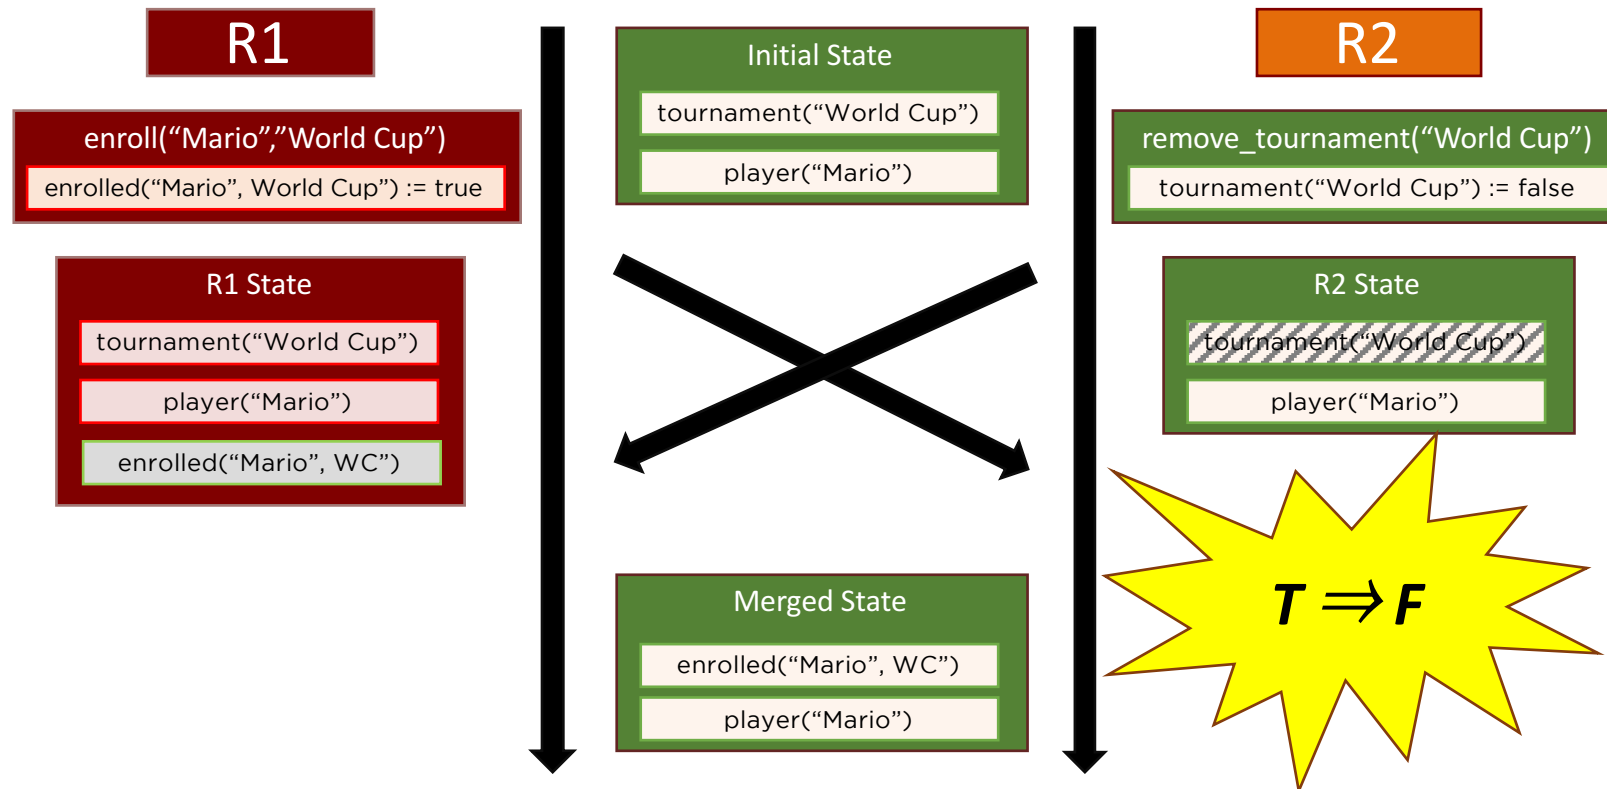 R1
enroll(“Mario”,”World Cup”)
enrolled(“Mario”, World Cup”) := true
R1 State
tournament(“World Cup”)
player(“Mario”)
enrolled(“Mario”, WC”)
Initial State
tournament(“World Cup”)
player(“Mario”)
Merged State
enrolled(“Mario”, WC”)
player(“Mario”)
R2
remove_tournament(“World Cup”)
tournament(“World Cup”) := false
R2 State
tournament(“World Cup”)
player(“Mario”)
T ⇒ F